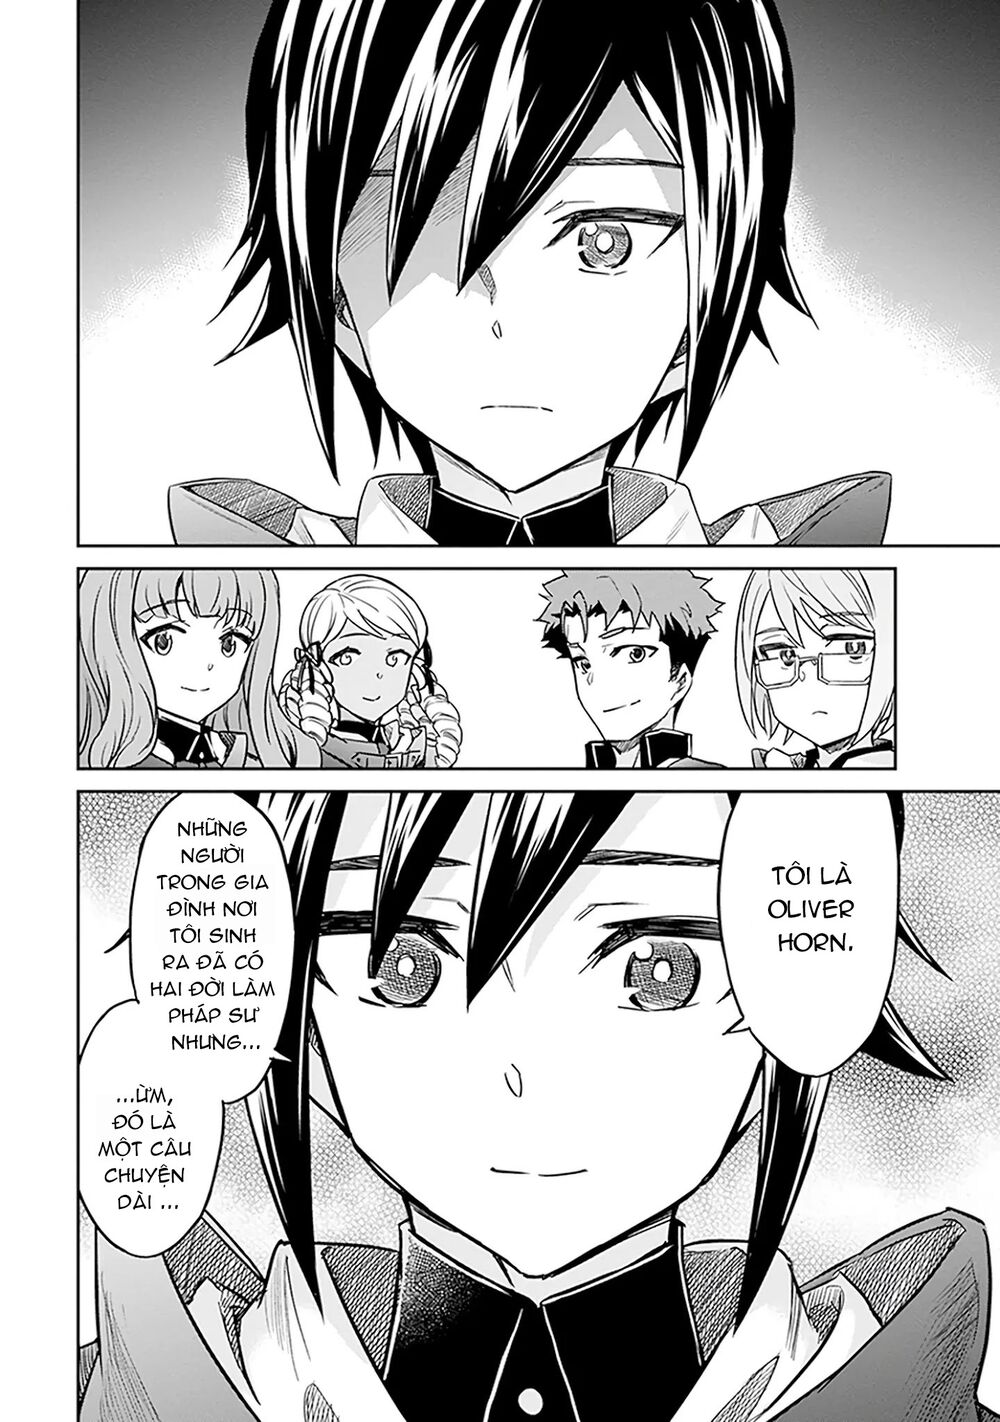 TÔI LÀ
OLIVER
HORN.
NHỮNG
NGƯỜI
TRONG GIA
ĐÌNH NƠI
TÔI SINH
RA ĐÃ CÓ
HAI ĐỜI LÀM
PHÁP SƯ
NHƯNG...
...ỪM,
ĐÓ LÀ
MỘT CÂU
CHUYỆN
DÀI ...